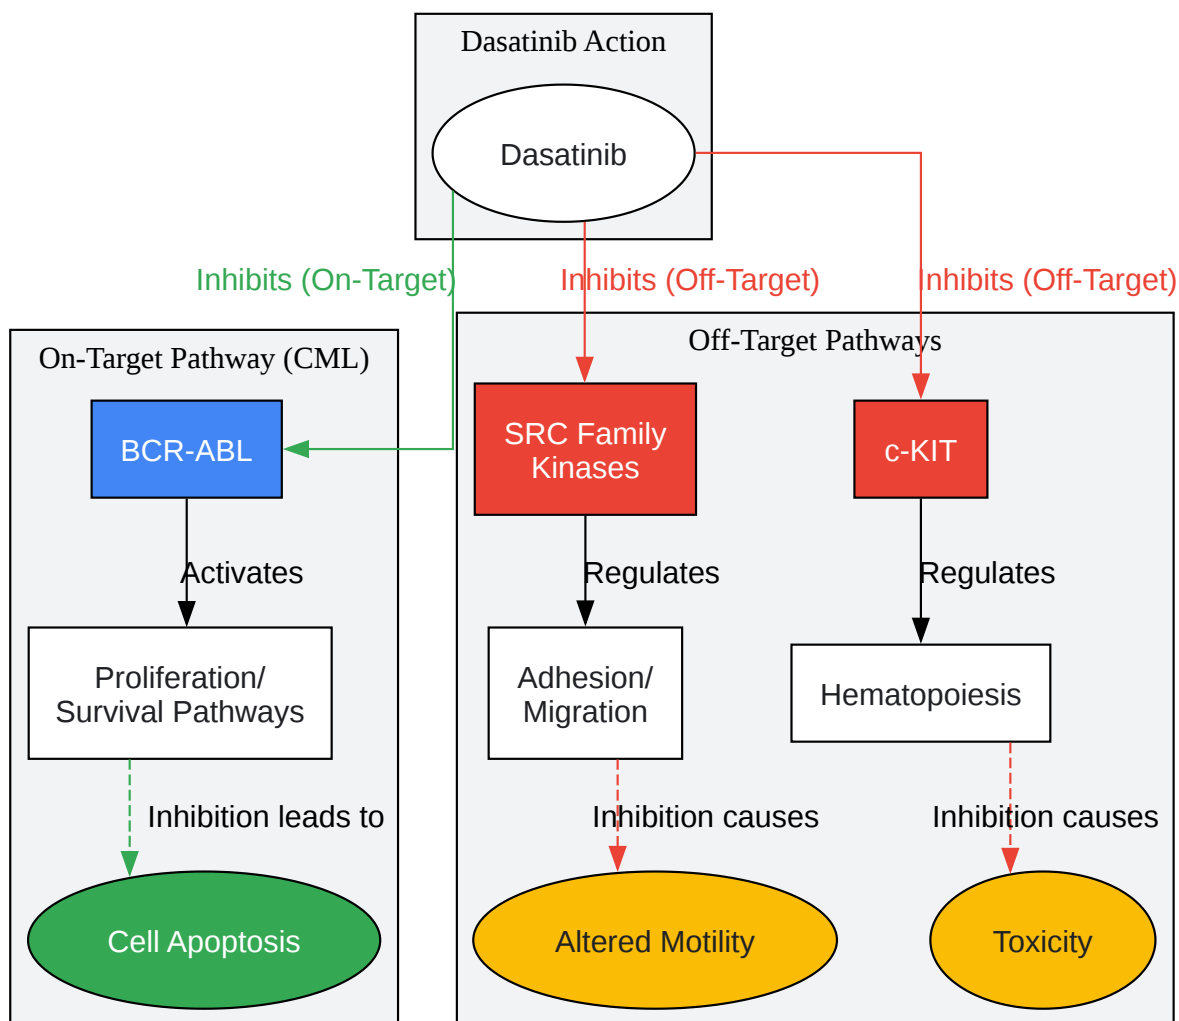 Dasatinib Action
Dasatinib
Inhibits (On-Target)
Inhibits (Off-Target)
Inhibits (Off-Target)
On-Target Pathway (CML)
Off-Target Pathways
BCR-ABL
SRC Family
Kinases
c-KIT
Activates
Regulates
Regulates
Proliferation/
Survival Pathways
Adhesion/
Migration
Hematopoiesis
Inhibition leads to
Inhibition causes
Inhibition causes
Cell Apoptosis
Altered Motility
Toxicity